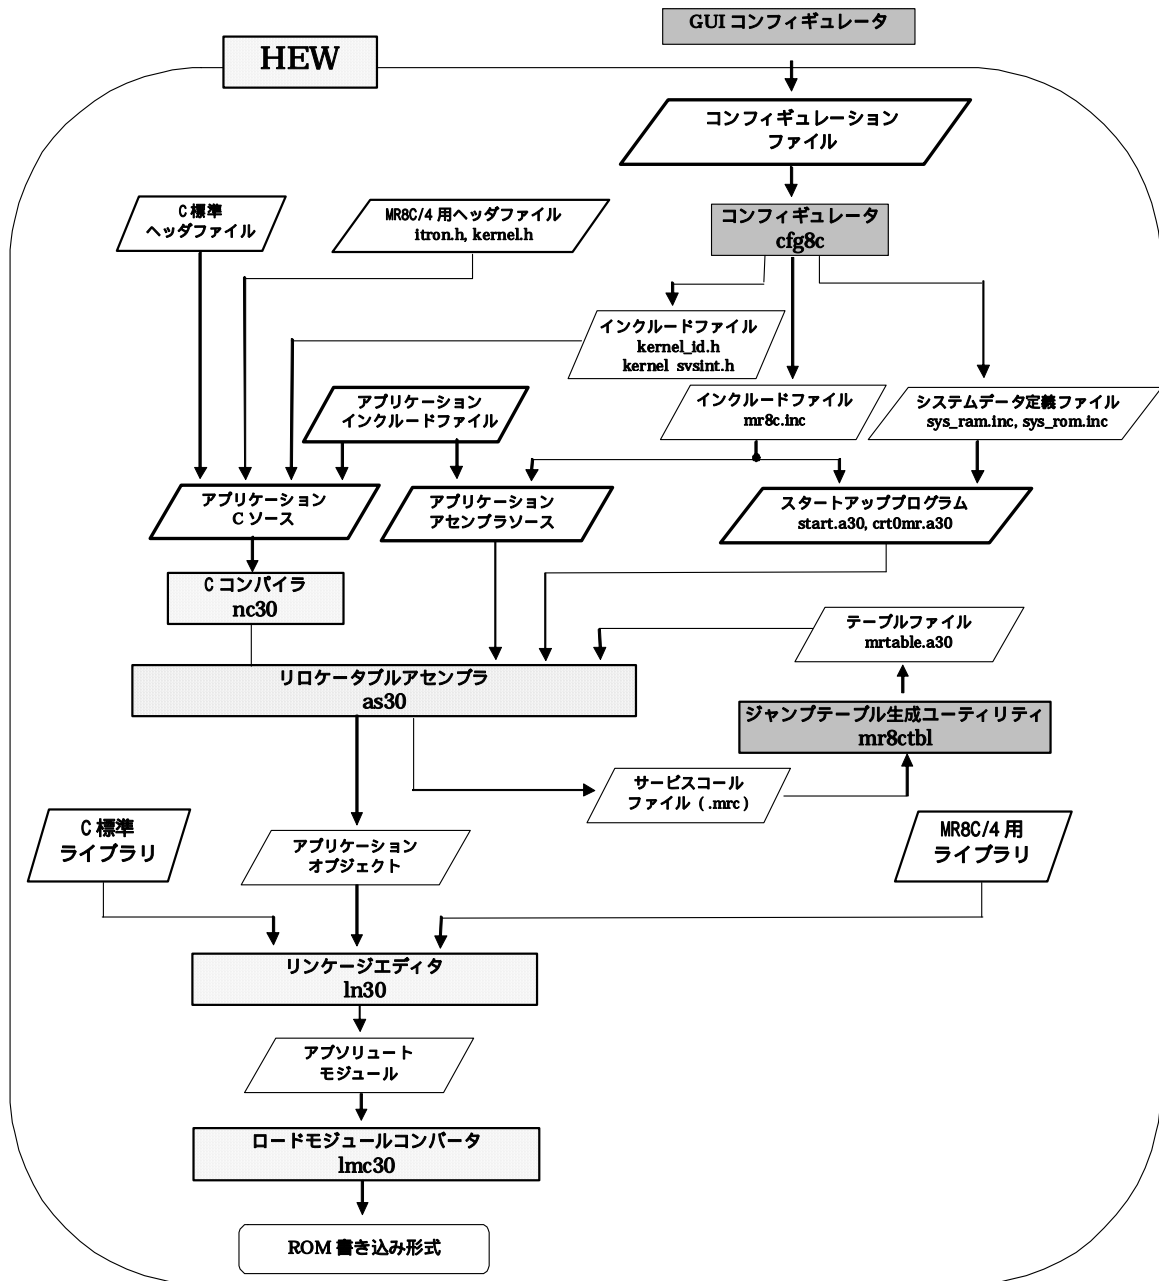 GUI コンフィギュレータ
HEW
コンフィギュレーション
ファイル
C 標準
ヘッダファイル
MR8C/4 用ヘッダファイル
itron.h, kernel.h
コンフィギュレータ
cfg8c
インクルードファイル
kernel_id.h
kernel_sysint.h
アプリケーション
インクルードファイル
インクルードファイル
mr8c.inc
システムデータ定義ファイル
sys_ram.inc, sys_rom.inc
アプリケーション
C ソース
アプリケーション
アセンブラソース
スタートアッププログラム
start.a30, crt0mr.a30
C コンパイラ
nc30
テーブルファイル
mrtable.a30
リロケータブルアセンブラ
as30
ジャンプテーブル生成ユーティリティ
mr8ctbl
サービスコール
ファイル ( .mrc)
C 標準
ライブラリ
アプリケーション
オブジェクト
MR8C/4 用
ライブラリ
リンケージエディタ
ln30
アブソリュート
モジュール
ロードモジュールコンバータ
lmc30
ROM 書き込み形式